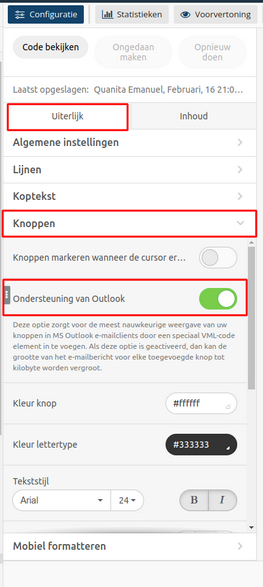 Configuratie
Statistieken
Voorvertoning
Code bekijken
Ongedaan
maken
Opnieuw
doen
Laatst opgeslagen: Quanita Emanuel, Februari, 16 21:0...
Uiterlijk
Inhoud
Algemene instellingen
Lijnen
Koptekst
Knoppen
Knoppen markeren wanneer de cursor er...
Ondersteuning van Outlook
Deze optie zorgt voor de meest nauwkeurige weergave van uw
knoppen in MS Outlook e-mailclients door een speciaal VML-code
element in te voegen. Als deze optie is geactiveerd, dan kan de
grootte van het e-mailbericht voor elke toegevoegde knop tot
kilobyte worden vergroot.
Kleur knop
#ffffff
Kleur lettertype
#333333
Tekststijl
Arial
24
B
I
Mobiel formatteren